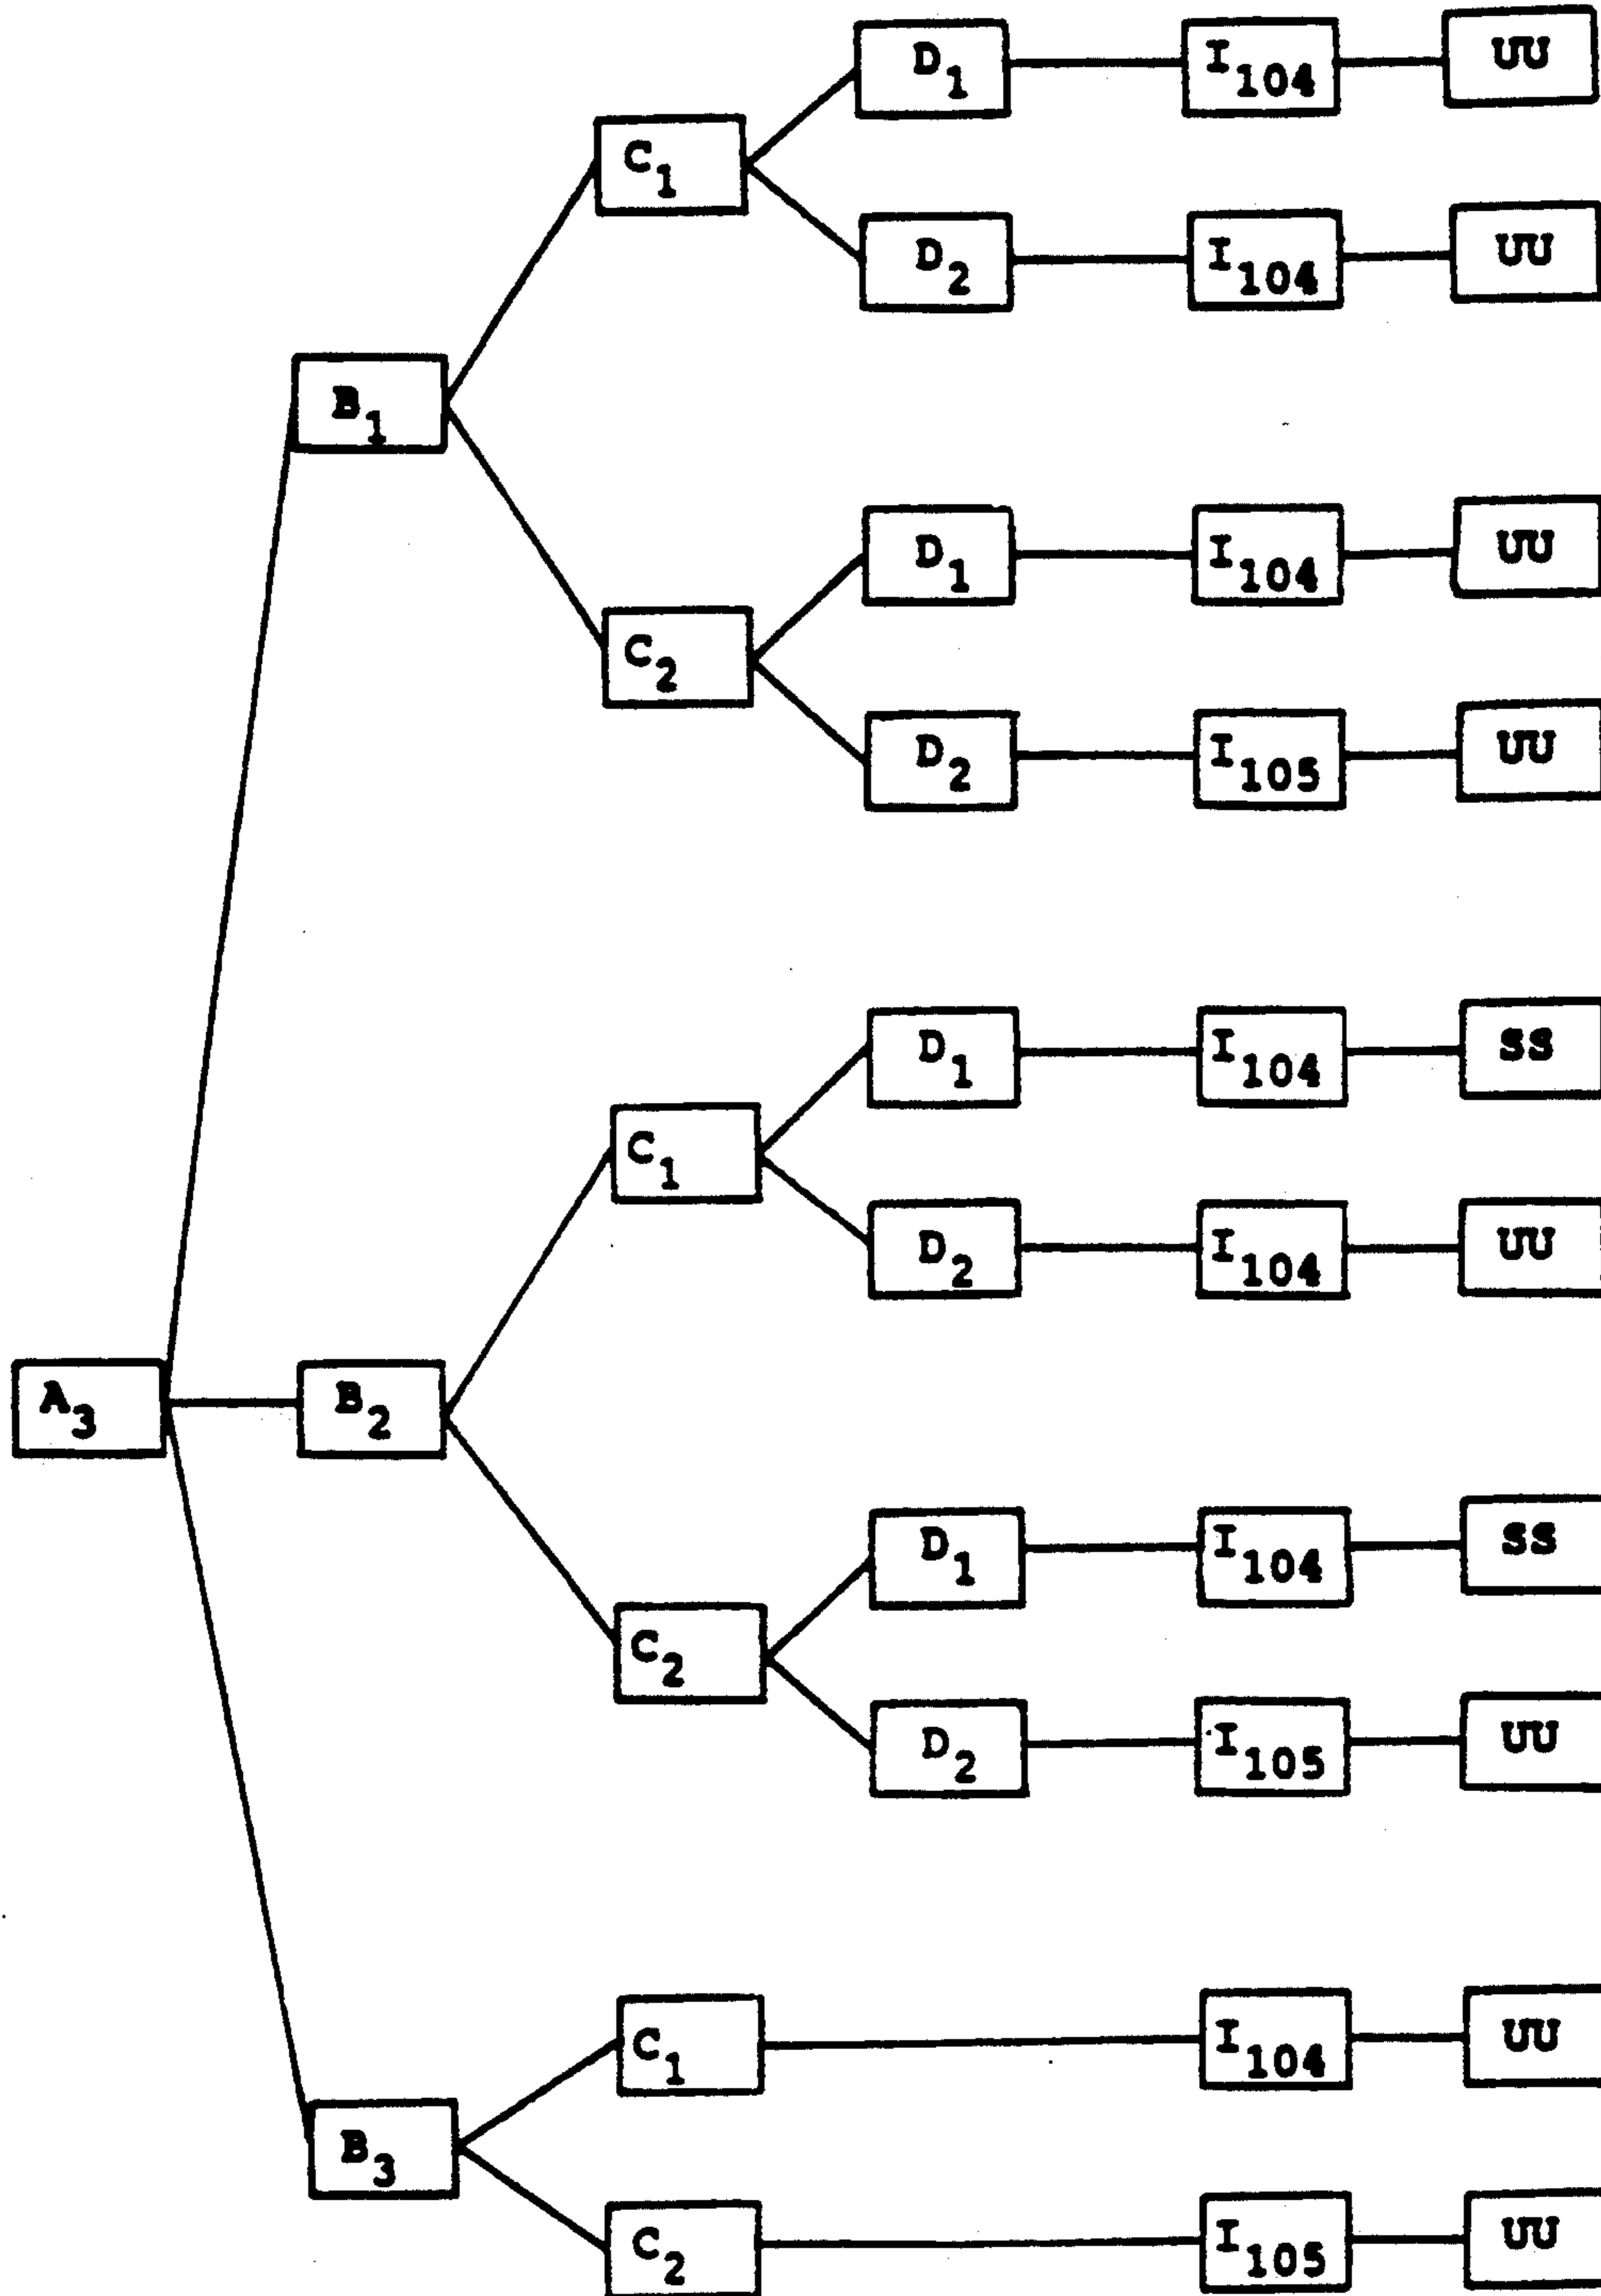 D1 I104 UU
C1
D2 I104 UU
B1
D1 I104 UU
C2
D2 I105 UU
D1 I104 SS
C1
D2 I104 UU
A3 B2
D1 I104 SS
C2
D2 I105 UU
C1 I104 UU
B3
C2 I105 UU